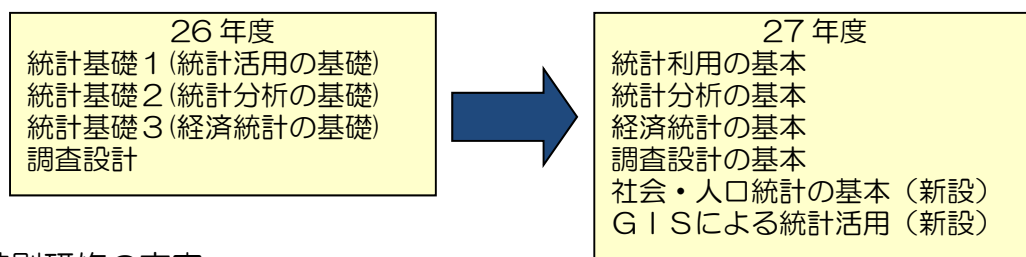 26年度
統計基礎1(統計活用の基礎)
統計基礎2(統計分析の基礎)
統計基礎3(経済統計の基礎)
調査設計
27年度
統計利用の基本
統計分析の基本
経済統計の基本
調査設計の基本
社会・人口統計の基本(新設)
GISによる統計活用(新設)